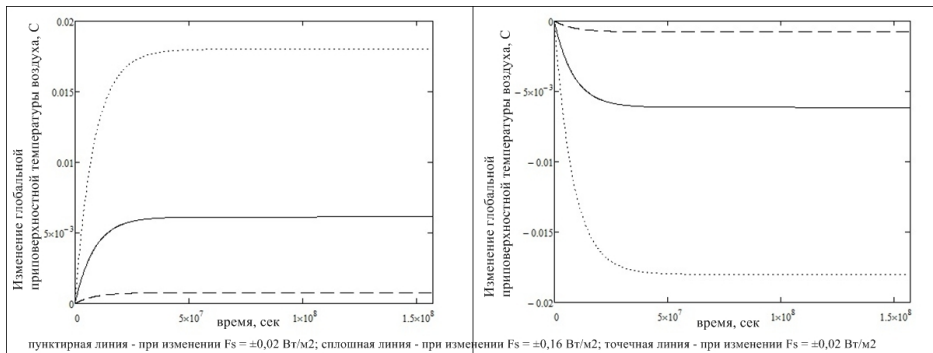 Изменение глобальной
приповерхностной температуры воздуха, С
0.02
0.015
0.01
5×10⁻³
0
0
5×10⁷
1×10⁸
1.5×10⁸
время, сек
Изменение глобальной
приповерхностной температуры воздуха, С
0
− 5×10⁻³
− 0.01
− 0.015
− 0.02
0
5×10⁷
1×10⁸
1.5×10⁸
время, сек
пунктирная линия - при изменении Fs = ±0,02 Вт/м2; сплошная линия - при изменении Fs = ±0,16 Вт/м2; точечная линия - при изменении Fs = ±0,02 Вт/м2